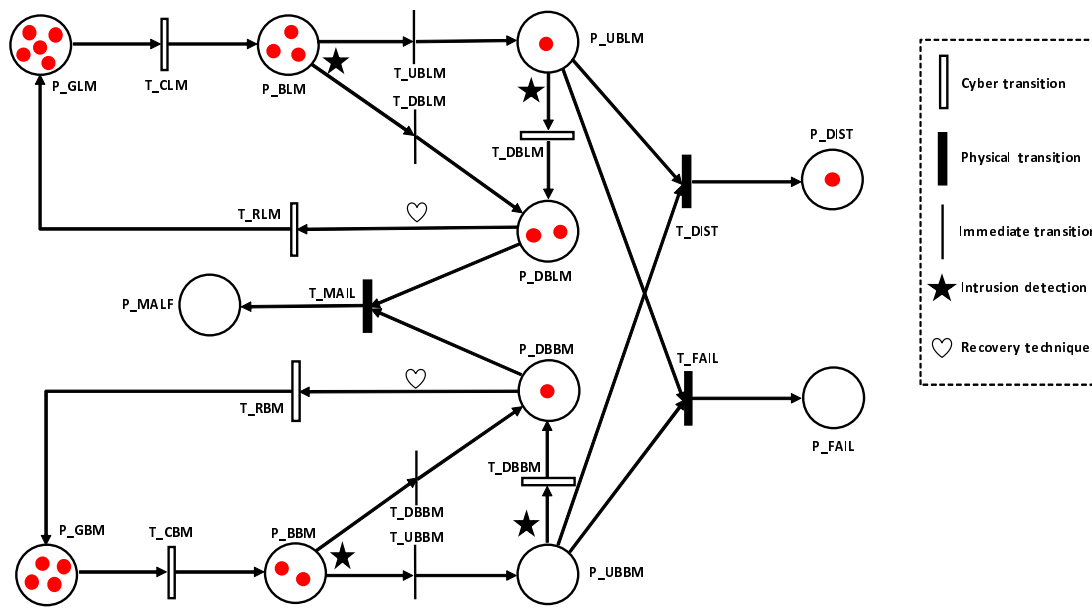 P_UBLM
T_UBLM
P_GLM
T_CLM
P_BLM
T_DBLM
Cyber transition
P_DIST
T_DBLM
Physical transition
T_RLM
T_DIST
Immediate transition
P_DBLM
Intrusion detection
P_MALF
T_MAIL
P_DBBM
T_FAIL
Recovery technique
T_RBM
P_FAIL
T_DBBM
T_DBBM
P_GBM
T_CBM
P_BBM
T_UBBM
P_UBBM